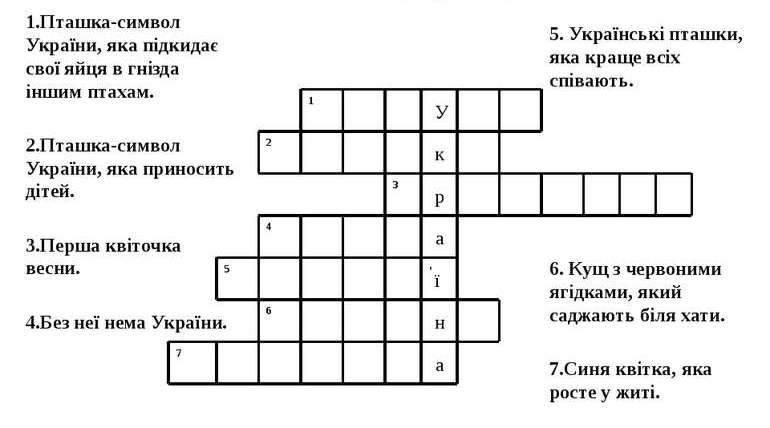 1.Пташка-символ
України, яка підкидає
свої яйця в гнізда
іншим птахам.
2.Пташка-символ
України, яка приносить
дітей.
3.Перша квіточка
весни.
4.Без неї нема України.
5. Українські пташки,
яка краще всіх
співають.
6. Кущ з червоними
ягідками, який
саджають біля хати.
7.Синя квітка, яка
росте у житі.
1
У
2
к
3
р
4
а
5
ї
6
н
7
а